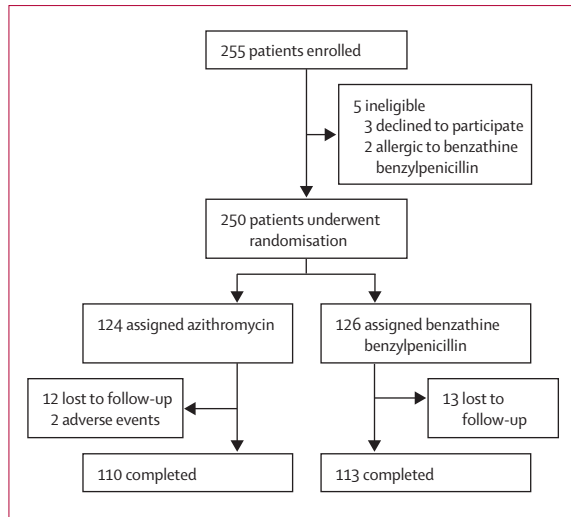 255 patients enrolled
5 ineligible
3 declined to participate
2 allergic to benzathine
benzylpenicillin
250 patients underwent
randomisation
124 assigned azithromycin
126 assigned benzathine
benzylpenicillin
12 lost to follow-up
2 adverse events
13 lost to
follow-up
110 completed
113 completed